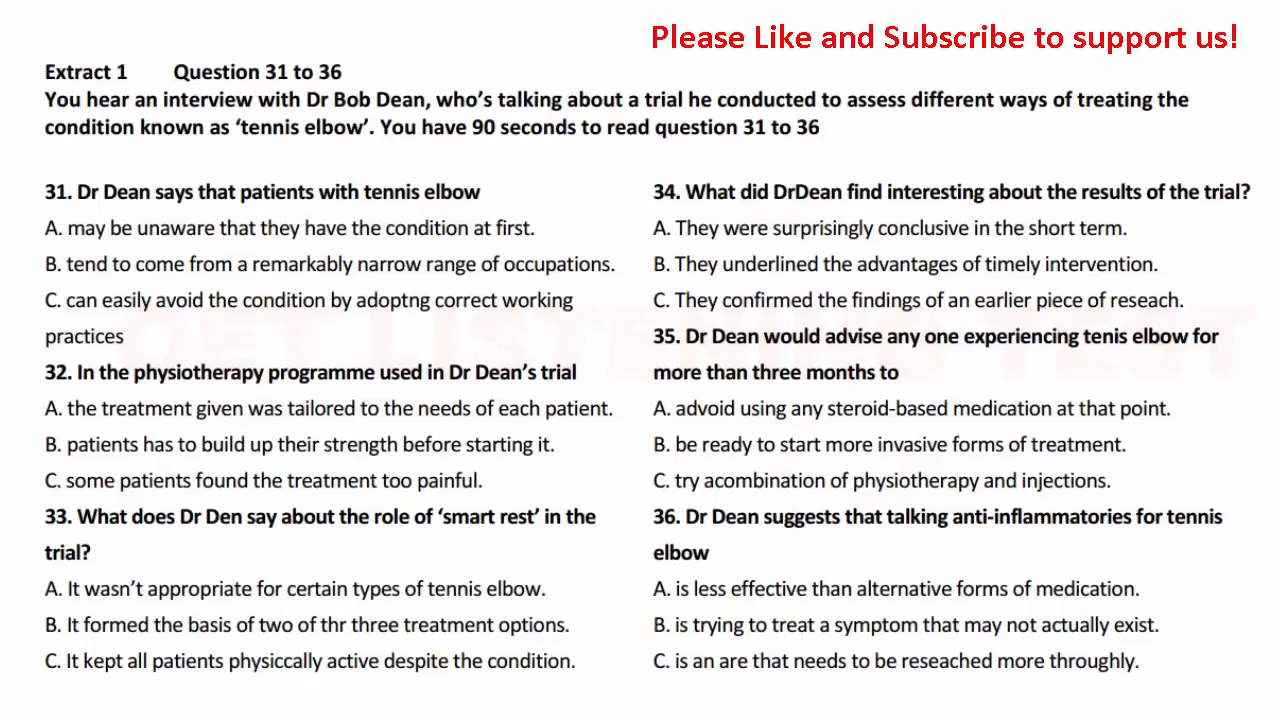 Please Like and Subscribe to support us!
Extract 1 Question 31 to 36
You hear an interview with Dr Bob Dean, who's talking about a trial he conducted to assess different ways of treating the
condition known as 'tennis elbow'. You have 90 seconds to read question 31 to 36
31. Dr Dean says that patients with tennis elbow
A. may be unaware that they have the condition at first.
B. tend to come from a remarkably narrow range of occupations.
C. can easily avoid the condition by adoptng correct working
practices
32. In the physiotherapy programme used in Dr Dean's trial
A. the treatment given was tailored to the needs of each patient.
B. patients has to build up their strength before starting it.
C. some patients found the treatment too painful.
33. What does Dr Den say about the role of 'smart rest' in the
trial?
A. It wasn't appropriate for certain types of tennis elbow.
B. It formed the basis of two of thr three treatment options.
C. It kept all patients physiccally active despite the condition.
34. What did DrDean find interesting about the results of the trial?
A. They were surprisingly conclusive in the short term.
B. They underlined the advantages of timely intervention.
C. They confirmed the findings of an earlier piece of reseach.
35. Dr Dean would advise any one experiencing tenis elbow for
more than three months to
A. advoid using any steroid-based medication at that point.
B. be ready to start more invasive forms of treatment.
C. try acombination of physiotherapy and injections.
36. Dr Dean suggests that talking anti-inflammatories for tennis
elbow
A. is less effective than alternative forms of medication.
B. is trying to treat a symptom that may not actually exist.
C. is an are that needs to be reseached more throughly.
OET LISTENING TEST